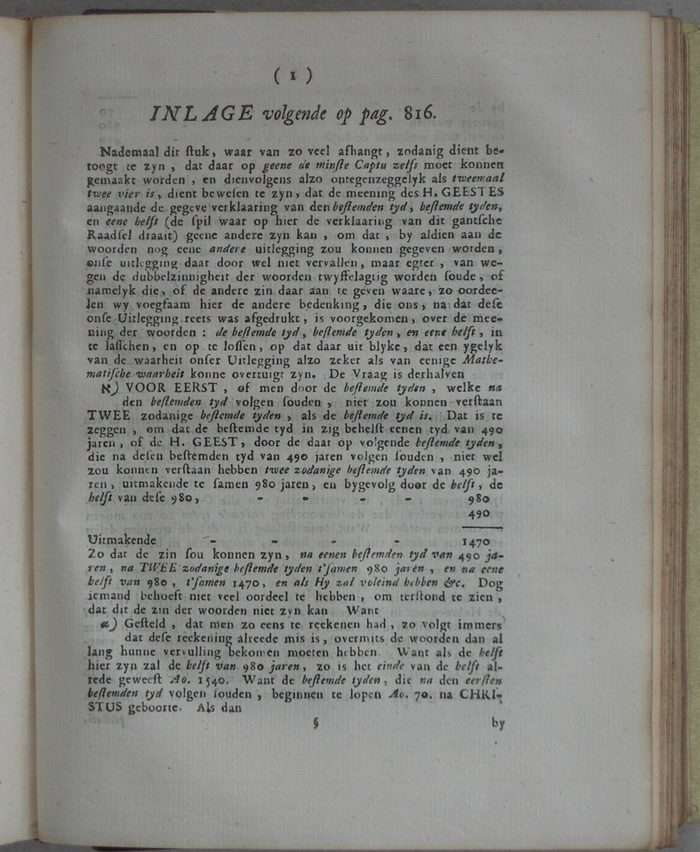 ( 1 )
INLAGE volgende op pag. 816.
Nademaal dit ſtuk, waar van zo veel afhangt, zodanig dient be-
toogt te zyn, dat daar op geene de minſte Captu zelfs moet konnen
gemaakt worden, en dienvolgens alzo ontegenzeggelyk als tweemaal
twee vier is, dient beweſen te zyn, dat de meening des H. GEESTES
aangaande de gegeve verklaaring van den beſtemden tyd, beſtemde tyden,
en eene helft (de ſpil waar op hier de verklaaring van dit gantſche
Raadſel draait) geene andere zyn kan, om dat, by aldien aan de
woorden nog eene andere uitlegging zou konnen gegeven worden,
onſe uitlegging daar door wel niet vervallen, maar egter, van we-
gen de dubbelzinnigheit der woorden twyffelagtig worden ſoude, of
namelyk die, of de andere zin daar aan te geven waare, zo oordee-
len wy voegſaam hier de andere bedenking, die ons, na dat deſe
onſe Uitlegging reets was afgedrukt, is voorgekomen, over de mee-
ning der woorden: de beſtemde tyd, beſtemde tyden, en eene helft, in
te laſſchen, en op te loſſen, op dat daar uit blyke, dat een ygelyk
van de waarheit onſer Uitlegging alzo zeker als van eenige Mathe-
matiſche waarheit konne overtuigt zyn. De Vraag is derhalven
א) VOOR EERST, of men door de beſtemde tyden, welke na
den beſtemden tyd volgen ſouden, niet zou konnen verſtaan
TWEE zodanige beſtemde tyden, als de beſtemde tyd is. Dat is te
zeggen, om dat de beſtemde tyd in zig behelſt eenen tyd van 490
jaren, of de H. GEEST, door de daar op volgende beſtemde tyden,
die na deſen beſtemden tyd van 490 jaren volgen ſouden, niet wel
zou konnen verſtaan hebben twee zodanige beſtemde tyden van 490 ja-
ren, uitmakende te ſamen 980 jaren, en bygevolg door de helft, de
helft van deſe 980, - - - - 980
490
Uitmakende - - - - 1470
Zo dat de zin ſou konnen zyn, na eenen beſtemden tyd van 490 ja-
ren, na TWEE zodanige beſtemde tyden t'ſamen 980 jaren, en na eene
helft van 980, t'ſamen 1470, en als Hy zal voleind hebben &c. Dog
iemand behoeft niet veel oordeel te hebben, om terſtond te zien,
dat dit de zin der woorden niet zyn kan Want
a) Geſteld, dat men zo eens te reekenen had, zo volgt immers
dat deſe reekening alreede mis is, overmits de woorden dan al
lang hunne vervulling bekomen moeten hebben. Want als de helft
hier zyn zal de helft van 980 jaren, zo is het einde van de helft al-
rede geweeſt Ao. 1540. Want de beſtemde tyden, die na den eerſten
beſtemden tyd volgen ſouden, beginnen te lopen Ao. 70. na CHRI-
STUS geboorte. Als dan
§ by